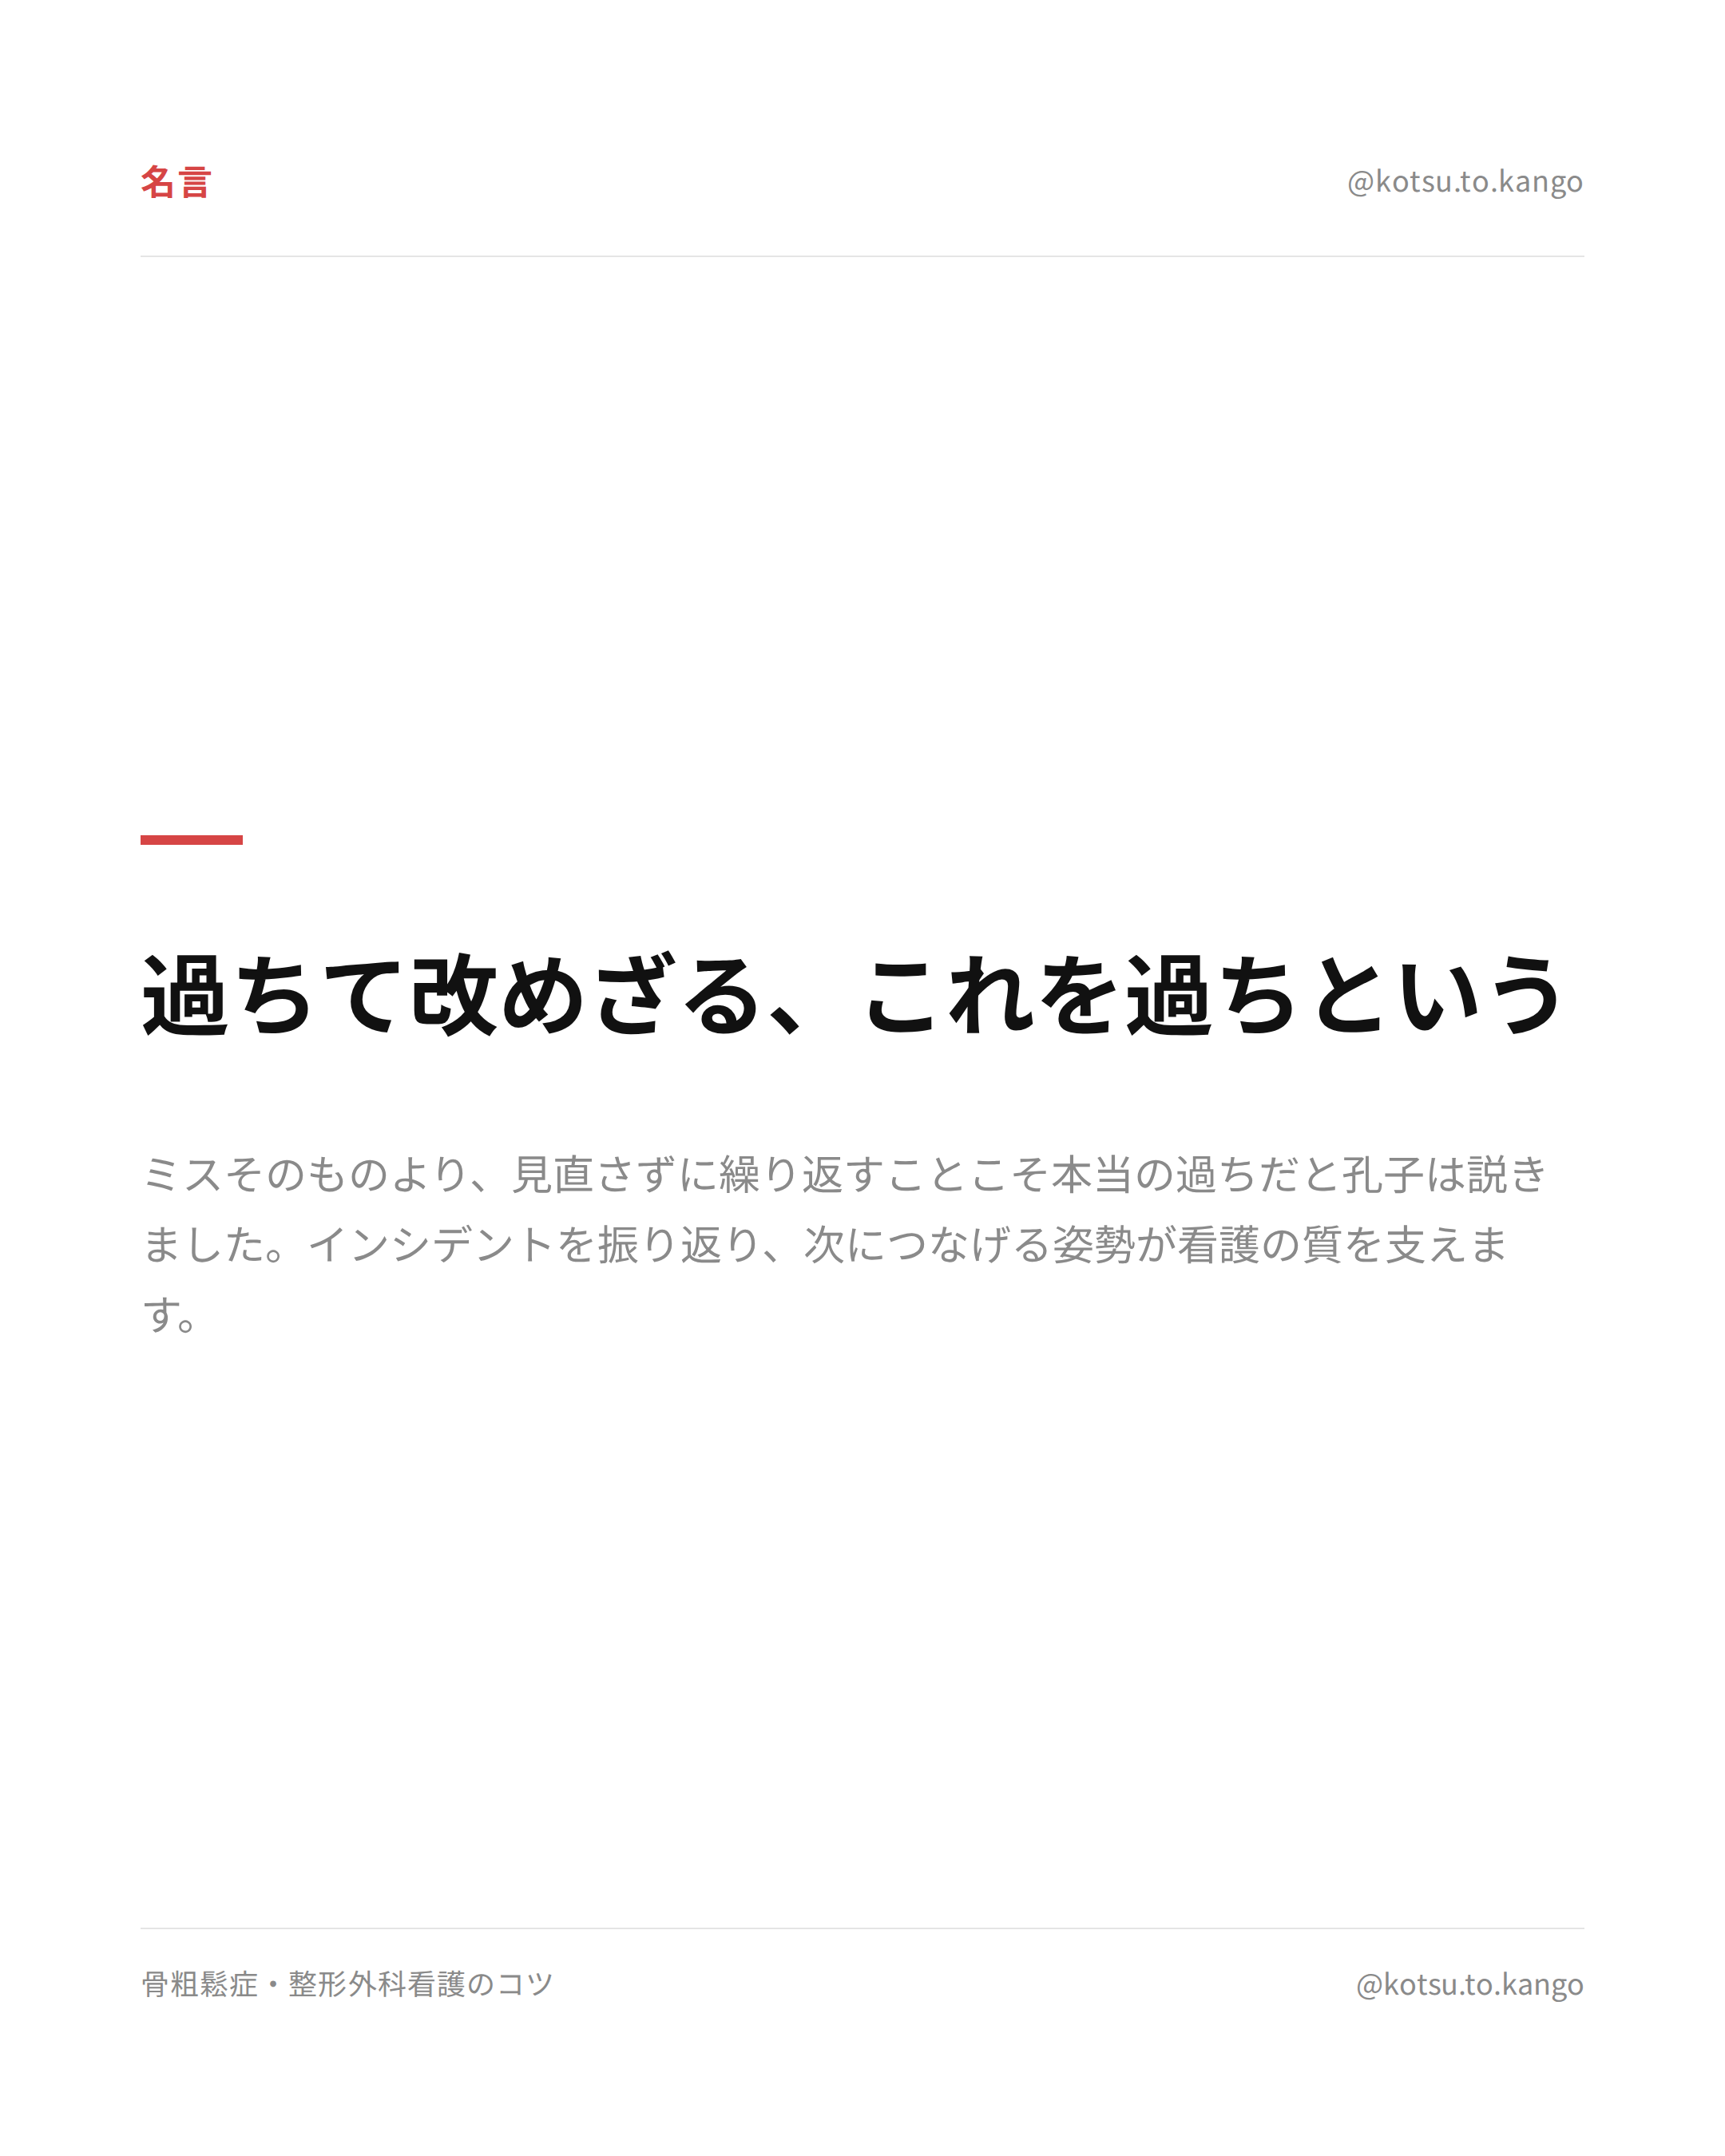 名言
@kotsu.to.kango
過ちて改めざる、これを過ちという
ミスそのものより、見直さずに繰り返すことこそ本当の過ちだと孔子は説き
ました。インシデントを振り返り、次につなげる姿勢が看護の質を支えま
す。
骨粗鬆症・整形外科看護のコツ
@kotsu.to.kango